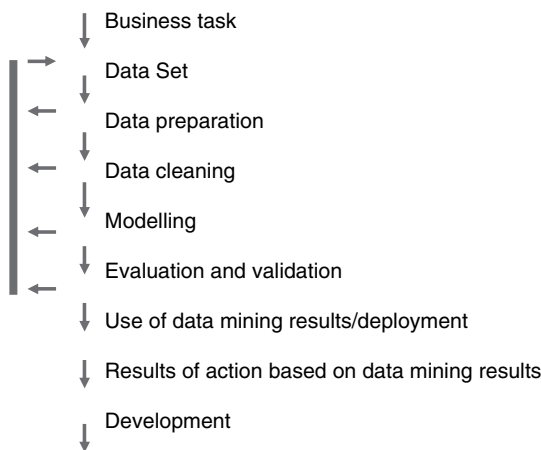 Business task
Data Set
Data preparation
Data cleaning
Modelling
Evaluation and validation
Use of data mining results/deployment
Results of action based on data mining results
Development